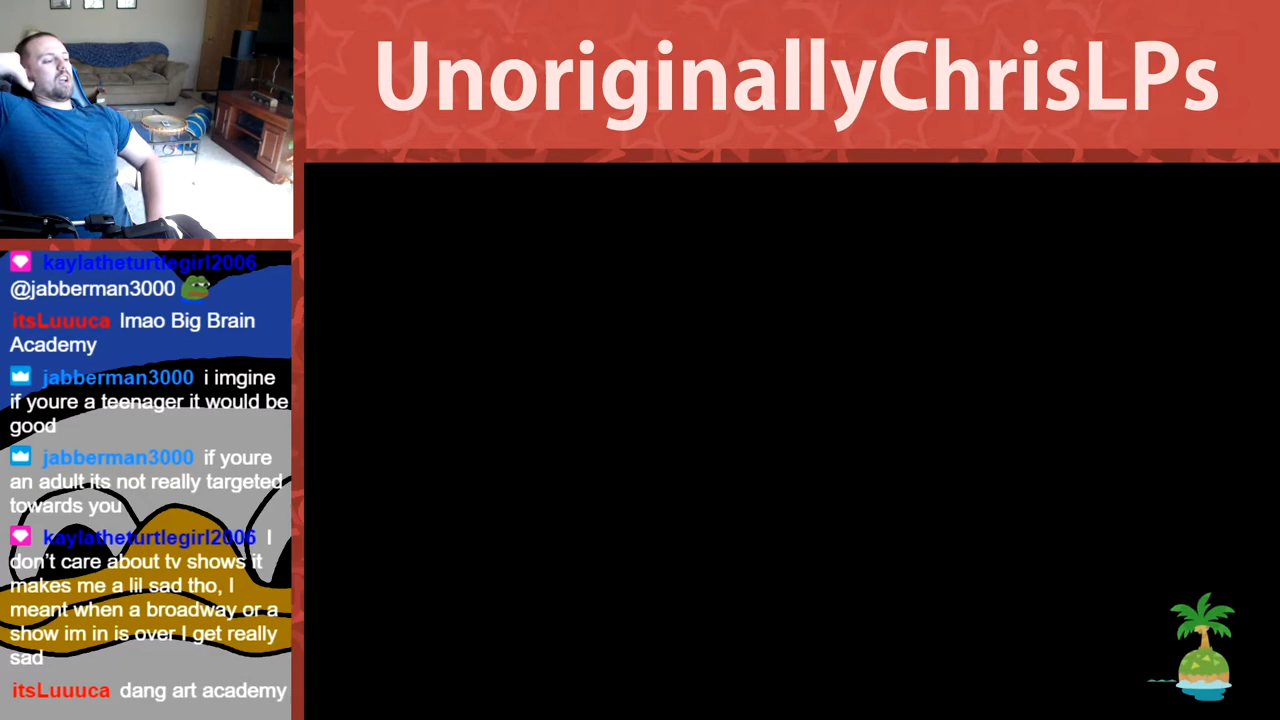 UnoriginallyChrisLPs
kaylatheturtlegirl2006
@jabberman3000
itsLuuuca lmao Big Brain
Academy
jabberman3000 i imgine
if youre a teenager it would be
good
jabberman3000 if youre
an adult its not really targeted
towards you
kaylatheturtlegirl2006 I
don't care about tv shows it
makes me a lil sad tho, I
meant when a broadway or a
show im in is over I get really
sad
itsLuuuca dang art academy